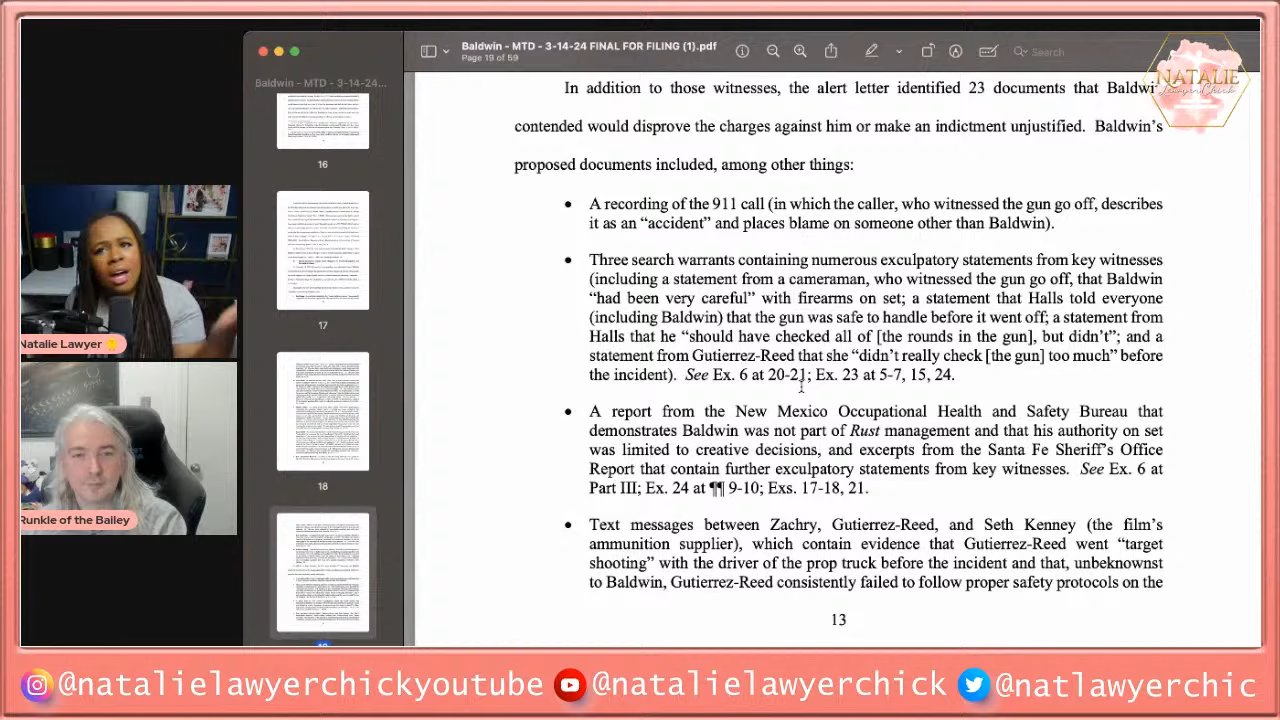 Baldwin - MTD - 3-14-24 FINAL FOR FILING (1).pdf
Page 19 of 59
Search
NATALIE
lawyerChick
Baldwin - MTD - 3-14-24...
16
17
18
In addition to those witnesses, the alert letter identified 23 documents that Baldwin
contended would disprove the charge against him or make an indictment unjustified. Baldwin's
proposed documents included, among other things:
• A recording of the 911 call (in which the caller, who witnessed the gun go off, describes
it as an "accident" and places blame on someone other than Baldwin).
• Three search warrants containing numerous exculpatory statements from key witnesses
(including a statement from a cameraman, who witnessed the gun go off, that Baldwin
"had been very careful" with firearms on set; a statement that Halls told everyone
(including Baldwin) that the gun was safe to handle before it went off; a statement from
Halls that he "should have checked all of [the rounds in the gun], but didn't"; and a
statement from Gutierrez-Reed that she "didn't really check [the gun] too much" before
the incident). See Exs. 20-21; Ex. 23 at 5-7, 15, 24.
• A report from the New Mexico Occupational Health and Safety Bureau that
demonstrates Baldwin was not part of Rust management and that his authority on set
was limited to creative decisions, and excerpts from the Santa Fe Sheriff's Office
Report that contain further exculpatory statements from key witnesses. See Ex. 6 at
Part III; Ex. 24 at ¶¶ 9-10; Exs. 17-18, 21.
• Text messages between Zachry, Gutierrez-Reed, and Seth Kenney (the film's
ammunition supplier) that contain evidence that Gutierrez-Reed went "target
shooting" with the the prop truck before the incident and that, unbeknownst
to Baldwin, Gutierrez-Reed consistently failed to follow proper safety protocols on the
13
Natalie Lawyer
Runkle of the Bailey
@natalielawyerchickyoutube
@natalielawyerchick
@natlawyerchic